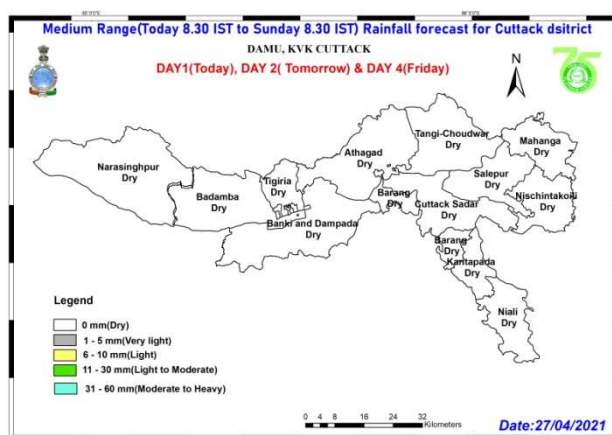 Medium Range(Today 8.30 IST to Sunday 8.30 IST) Rainfall forecast for Cuttack dsitrict
DAMU, KVK CUTTACK
DAY1(Today), DAY 2( Tomorrow) & DAY 4(Friday)
N
75
Tangi-Choudwar
Dry
Mahanga
Dry
Athagad
Dry
Narasinghpur
Dry
Salepur
Dry
Tigiria
Dry
Nischintakoili
Dry
Badamba
Dry
Barang
Dry
Cuttack Sadar
Dry
Banki and Dampada
Dry
Barang
Dry
Kantapada
Dry
Niali
Dry
Legend
0 mm(Dry)
1 - 5 mm(Very light)
6 - 10 mm(Light)
11 - 30 mm(Light to Moderate)
31 - 60 mm(Moderate to Heavy)
0 4 8 16 24 32
Kilometers
Date:27/04/2021